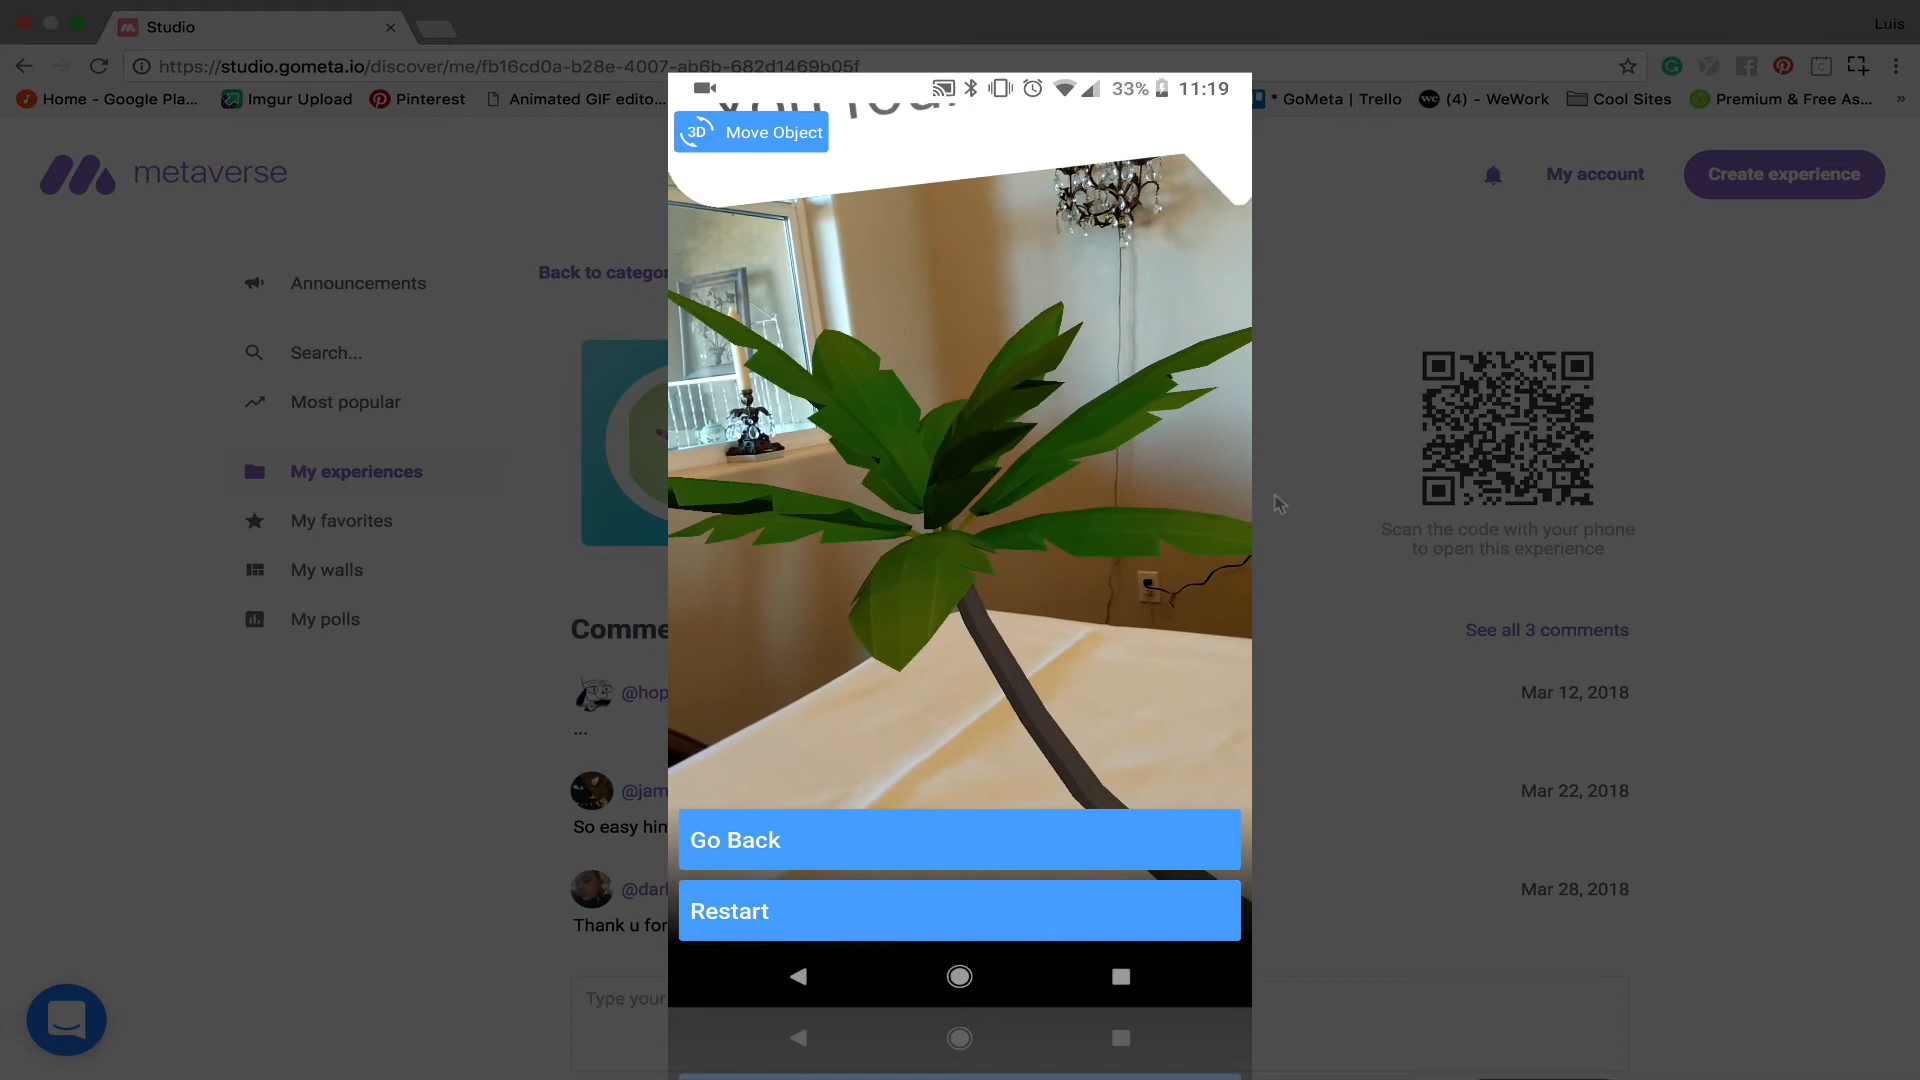 Studio
Luis
https://studio.gometa.io/discover/me/fb16cd0a-b28e-4007-ab6b-682d1469b05f
Home - Google Pla...
Imgur Upload
Pinterest
Animated GIF edito...
* GoMeta | Trello
we (4) - WeWork
Cool Sites
Premium & Free As...
»
33% 11:19
You
3D Move Object
metaverse
My account
Create experience
Announcements
Back to categor
Search...
Most popular
My experiences
My favorites
My walls
My polls
Scan the code with your phone
to open this experience
Comme
See all 3 comments
@hop
Mar 12, 2018
...
@jam
Mar 22, 2018
So easy hin
@darl
Mar 28, 2018
Thank u for
Type your
Go Back
Restart